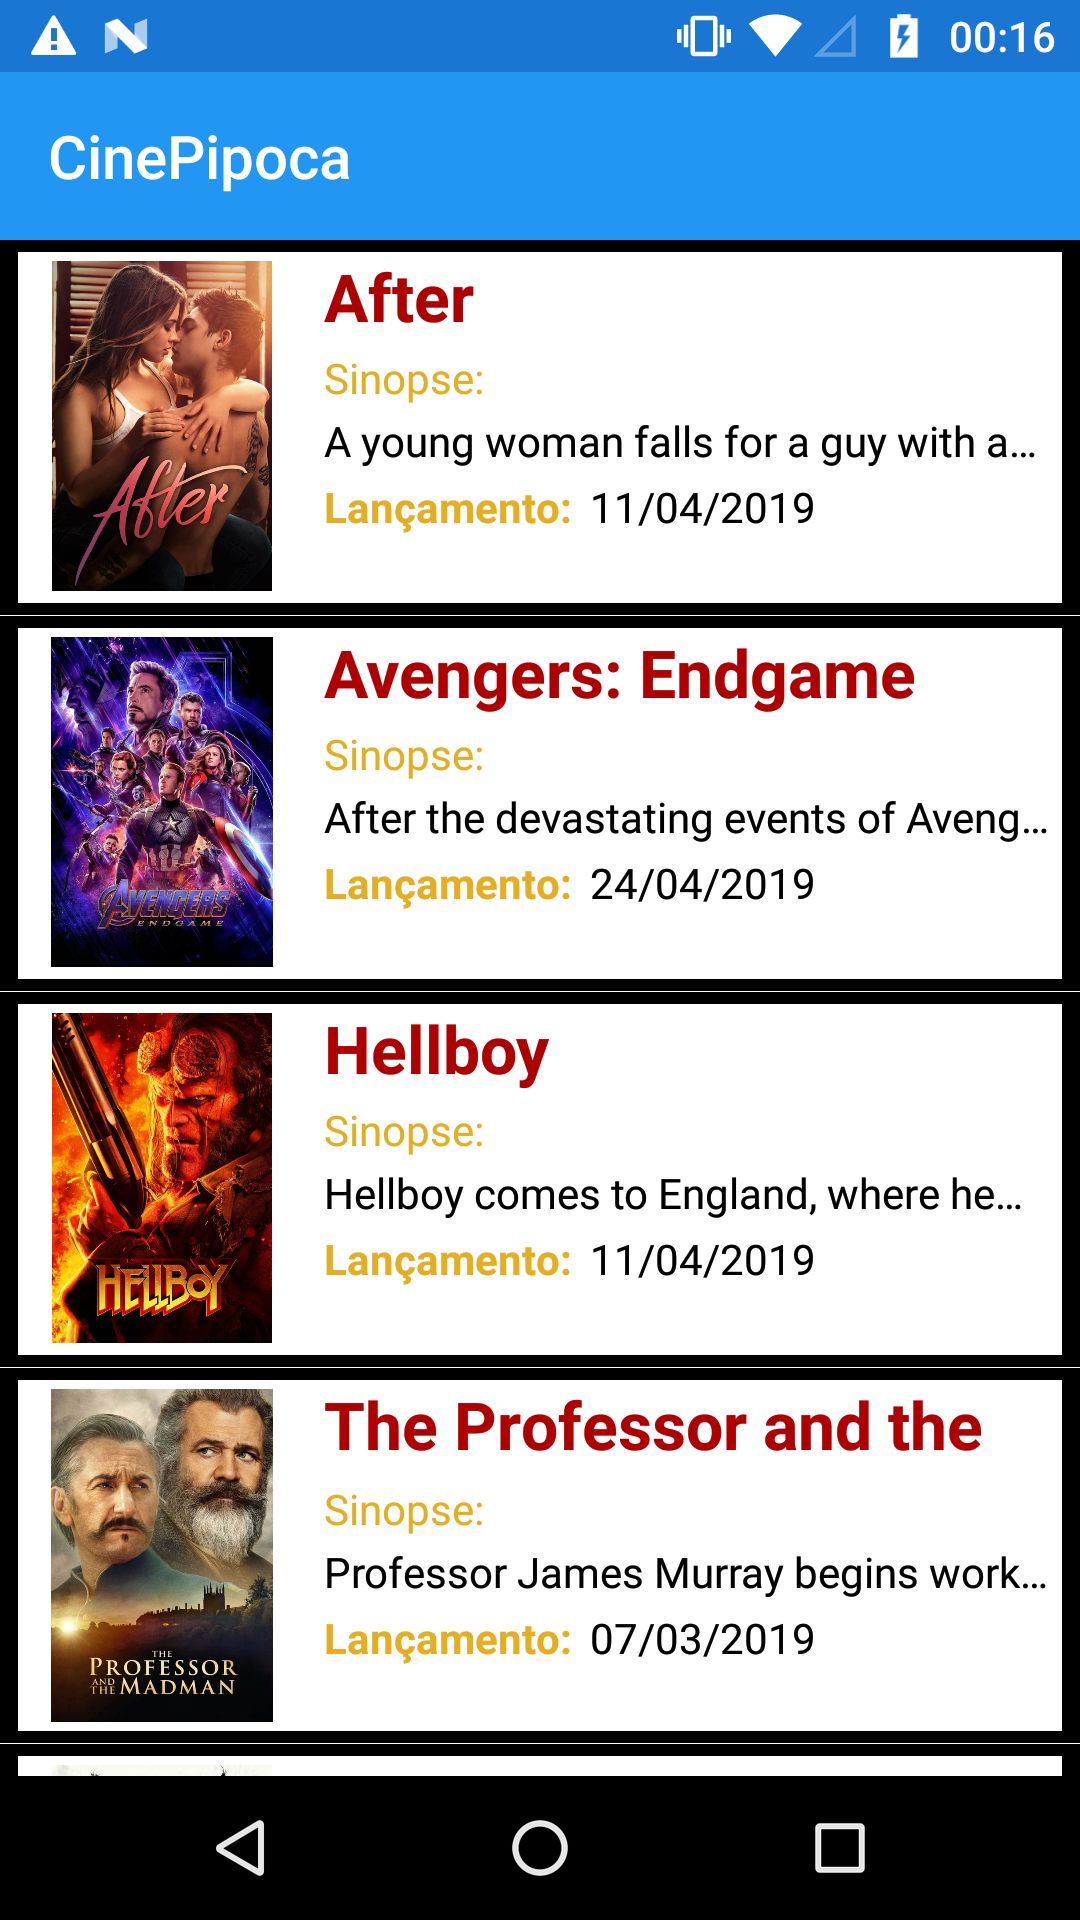 00:16
CinePipoca
After
After
Sinopse:
A young woman falls for a guy with a...
Lançamento: 11/04/2019
AVENGERS
ENDGAME
Avengers: Endgame
Sinopse:
After the devastating events of Aveng...
Lançamento: 24/04/2019
HELLBOY
Hellboy
Sinopse:
Hellboy comes to England, where he...
Lançamento: 11/04/2019
THE
PROFESSOR
AND THE MADMAN
The Professor and the
Sinopse:
Professor James Murray begins work...
Lançamento: 07/03/2019